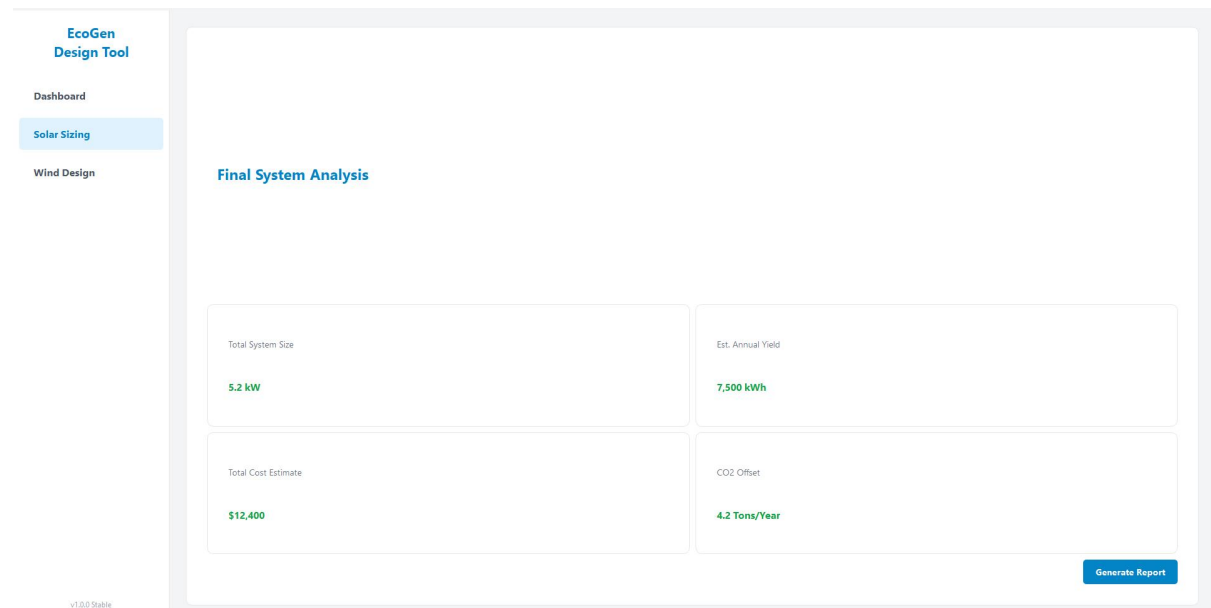 EcoGen
Design Tool
Dashboard
Solar Sizing
Wind Design
v1.0.0 Stable
Final System Analysis
Total System Size
5.2 kW
Est. Annual Yield
7,500 kWh
Total Cost Estimate
$12,400
CO2 Offset
4.2 Tons/Year
Generate Report